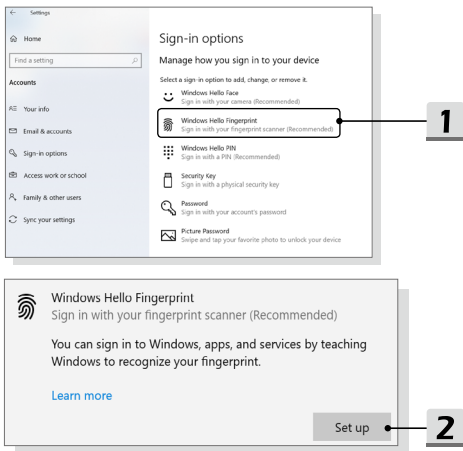 Settings
Home
Find a setting
Accounts
Your info
Email & accounts
Sign-in options
Access work or school
Family & other users
Sync your settings
Sign-in options
Manage how you sign in to your device
Select a sign-in option to add, change, or remove it.
Windows Hello Face
Sign in with your camera (Recommended)
Windows Hello Fingerprint
Sign in with your fingerprint scanner (Recommended)
Windows Hello PIN
Sign in with a PIN (Recommended)
Security Key
Sign in with a physical security key
Password
Sign in with your account's password
Picture Password
Swipe and tap your favorite photo to unlock your device
1
Windows Hello Fingerprint
Sign in with your fingerprint scanner (Recommended)
You can sign in to Windows, apps, and services by teaching
Windows to recognize your fingerprint.
Learn more
Set up
2